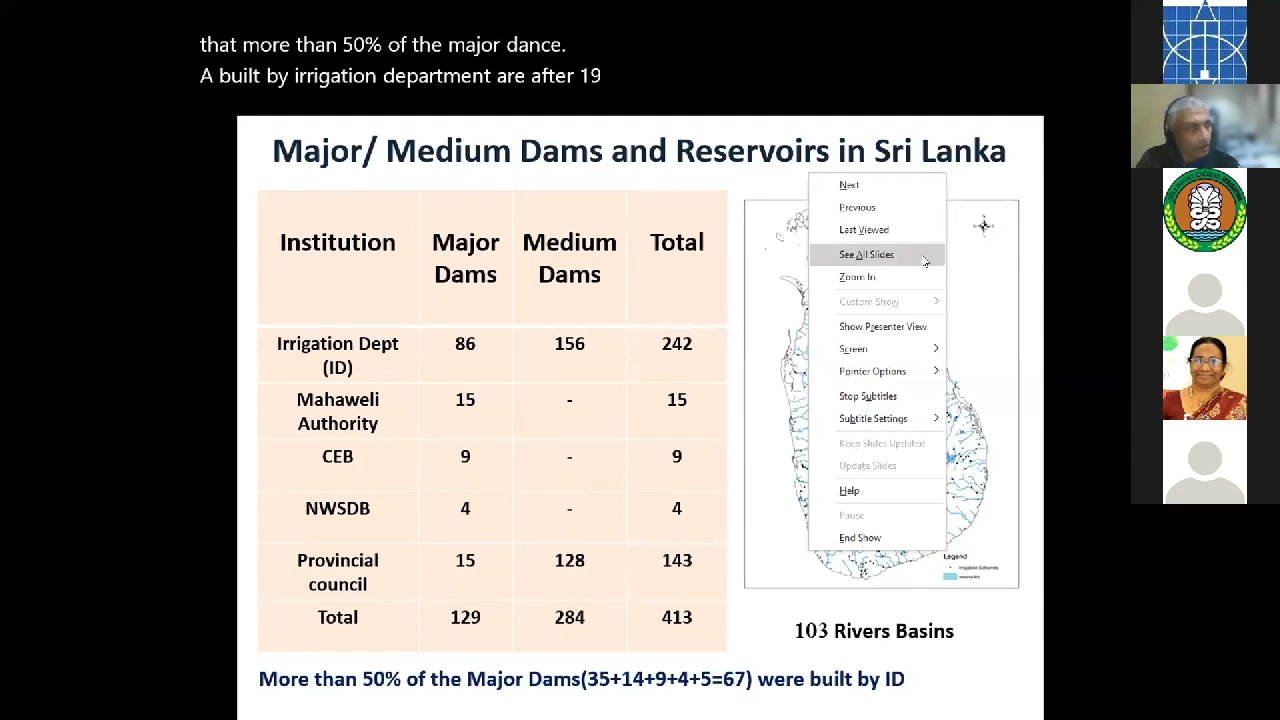 that more than 50% of the major dance.
A built by irrigation department are after 19
Major/ Medium Dams and Reservoirs in Sri Lanka
Institution Major Dams Medium Dams Total
Irrigation Dept (ID) 86 156 242
Mahaweli Authority 15 - 15
CEB 9 - 9
NWSDB 4 - 4
Provincial council 15 128 143
Total 129 284 413
Next
Previous
Last Viewed
See All Slides
Zoom In
Custom Show
Show Presenter View
Screen
Pointer Options
Stop Subtitles
Subtitle Settings
Keep Slides Updated
Update Slides
Help
Pause
End Show
Legend
Irrigation Schemes
103 Rivers Basins
More than 50% of the Major Dams(35+14+9+4+5=67) were built by ID